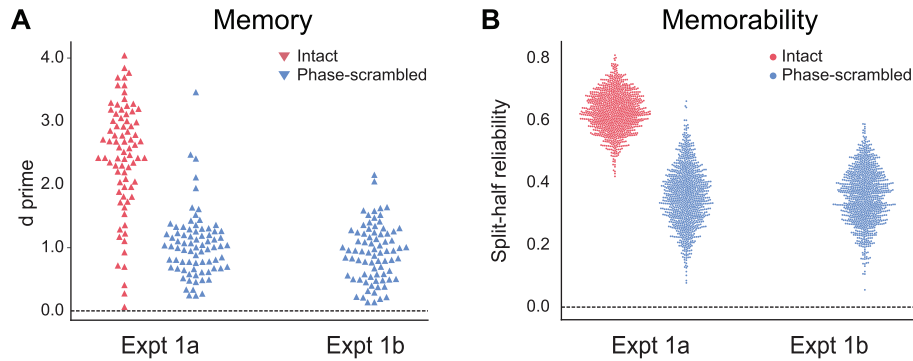 A Memory
Intact
Phase-scrambled
4.0
3.0
2.0
1.0
0.0
d prime
Expt 1a Expt 1b
B Memorability
Intact
Phase-scrambled
0.8
0.6
0.4
0.2
0.0
Split-half reliability
Expt 1a Expt 1b